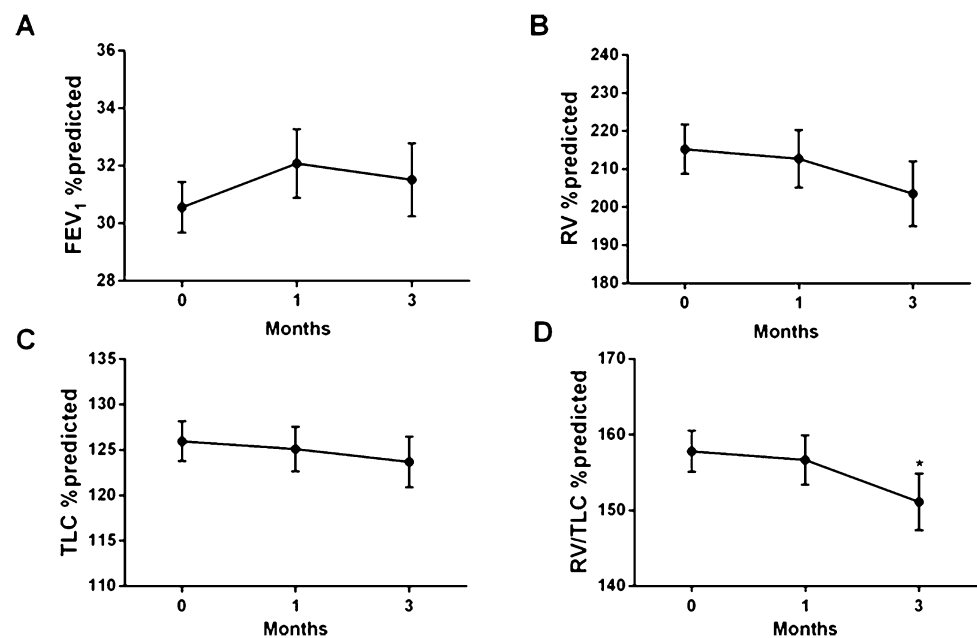 A
FEV1 %predicted
36
34
32
30
28
0 1 3
Months
B
RV %predicted
240
230
220
210
200
190
180
0 1 3
Months
C
TLC %predicted
135
130
125
120
115
110
0 1 3
Months
D
RV/TLC %predicted
170
160
150
140
*
0 1 3
Months